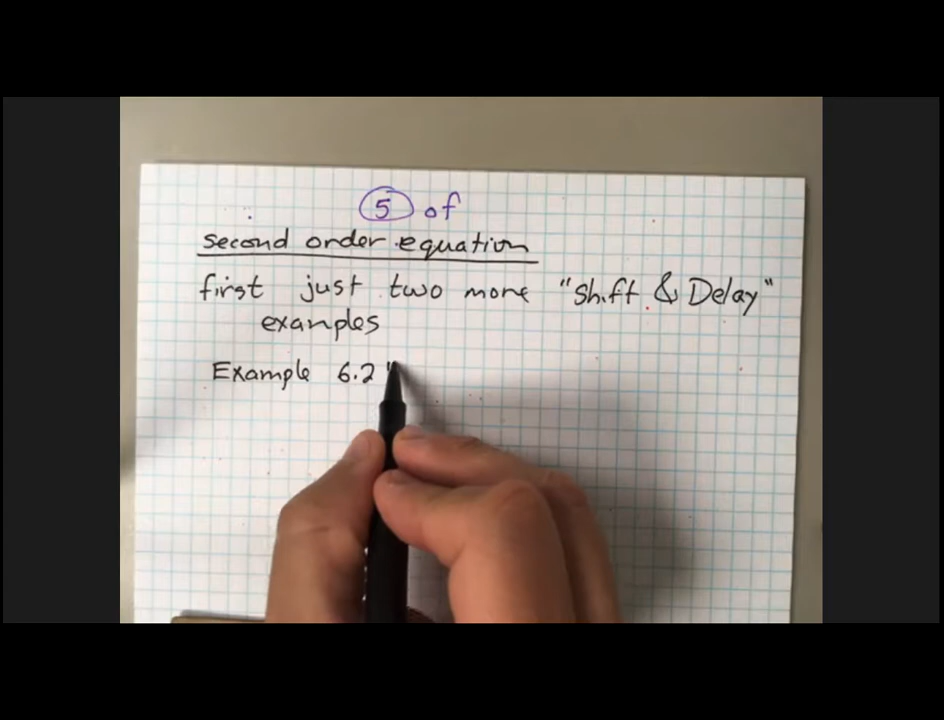 5 of
second order equation
first just two more "Shift & Delay"
examples
Example 6.2 "